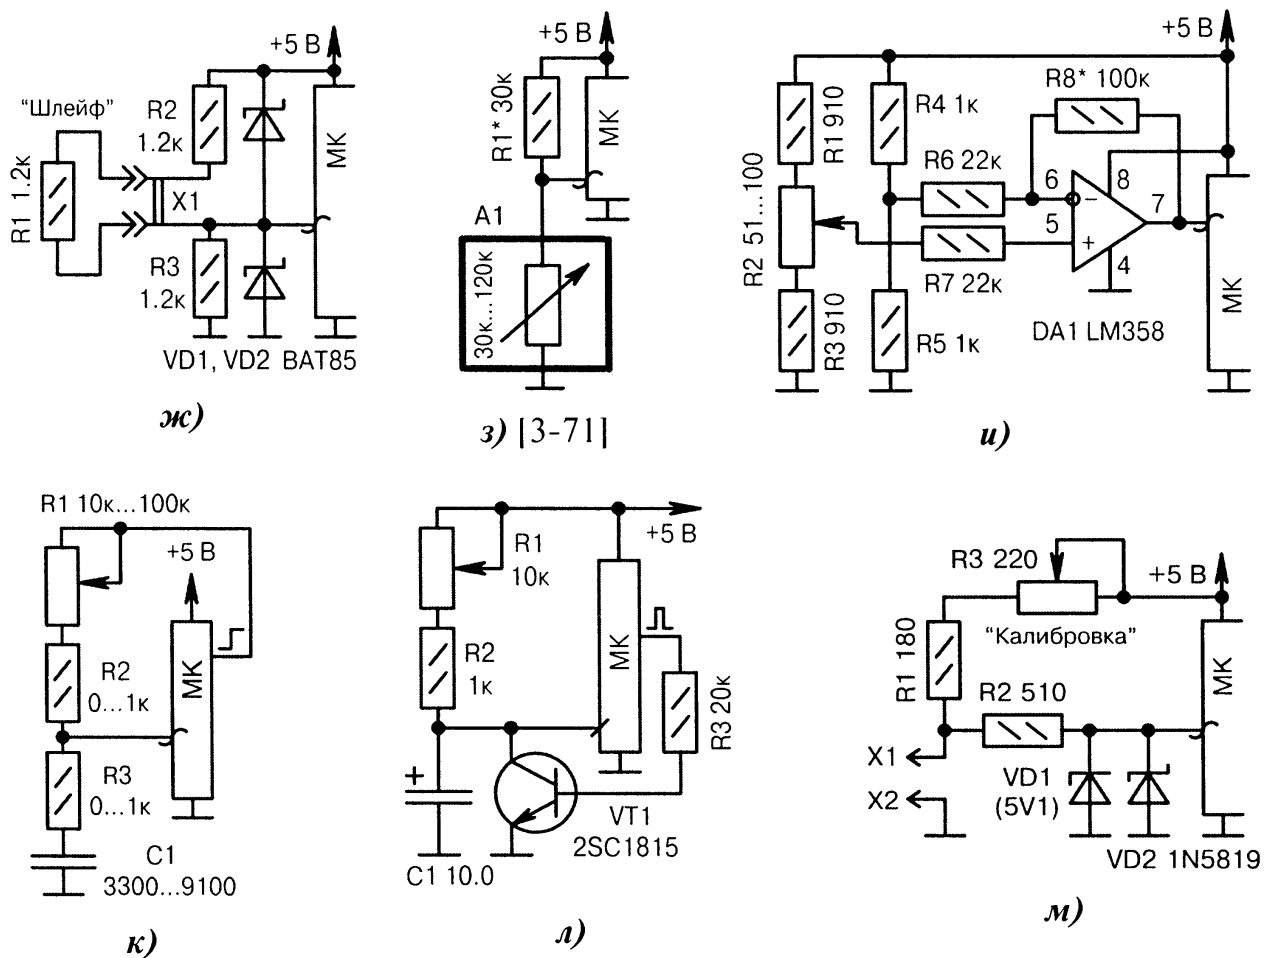 +5 В
"Шлейф"
R2
1.2к
R1 1.2к
X1
МК
R3
1.2к
VD1, VD2 BAT85
ж)
+5 В
R1* 30к
МК
A1
30к...120к
з) [3-71]
+5 В
R8* 100к
R1 910
R4 1к
R6 22к
6
8
7
5
4
R2 51...100
R7 22к
R3 910
R5 1к
DA1 LM358
МК
и)
R1 10к...100к
+5 В
МК
R2
0...1к
R3
0...1к
C1
3300...9100
к)
+5 В
R1
10к
МК
R2
1к
R3 20к
+
VT1
2SC1815
C1 10.0
л)
R3 220
+5 В
"Калибровка"
R1 180
R2 510
МК
X1
X2
VD1
(5V1)
VD2 1N5819
м)